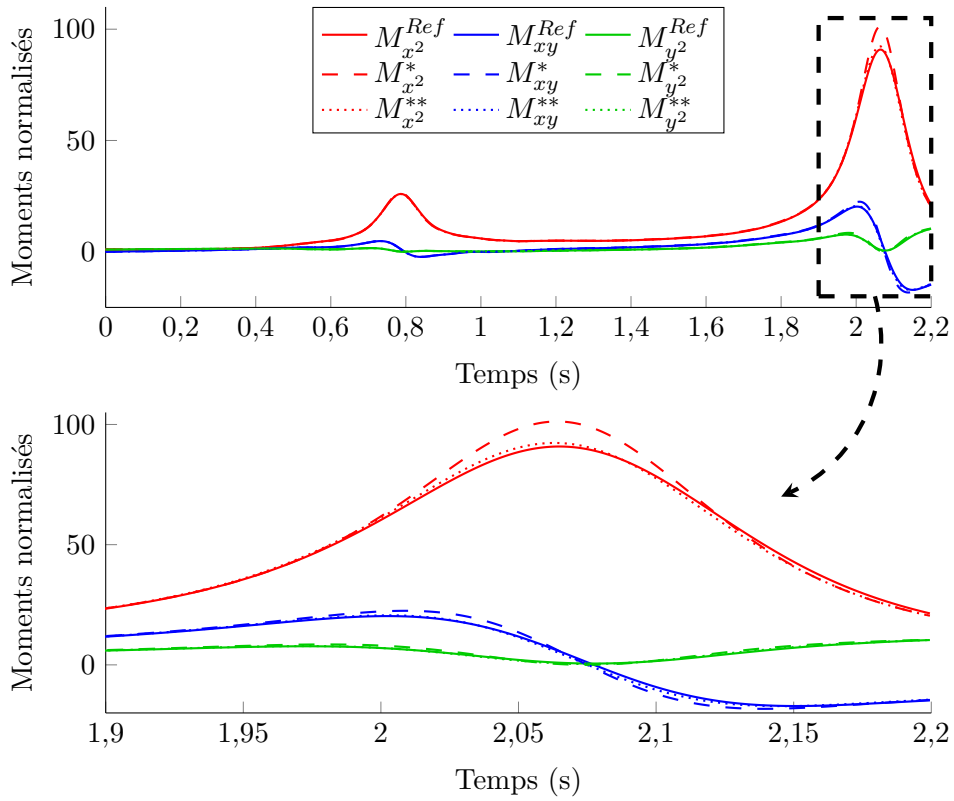 100
50
0
Moments normalisés
M_{x^2}^{Ref} M_{xy}^{Ref} M_{y^2}^{Ref}
M_{x^2}^{*} M_{xy}^{*} M_{y^2}^{*}
M_{x^2}^{**} M_{xy}^{**} M_{y^2}^{**}
0 0,2 0,4 0,6 0,8 1 1,2 1,4 1,6 1,8 2 2,2
Temps (s)
100
50
0
Moments normalisés
1,9 1,95 2 2,05 2,1 2,15 2,2
Temps (s)